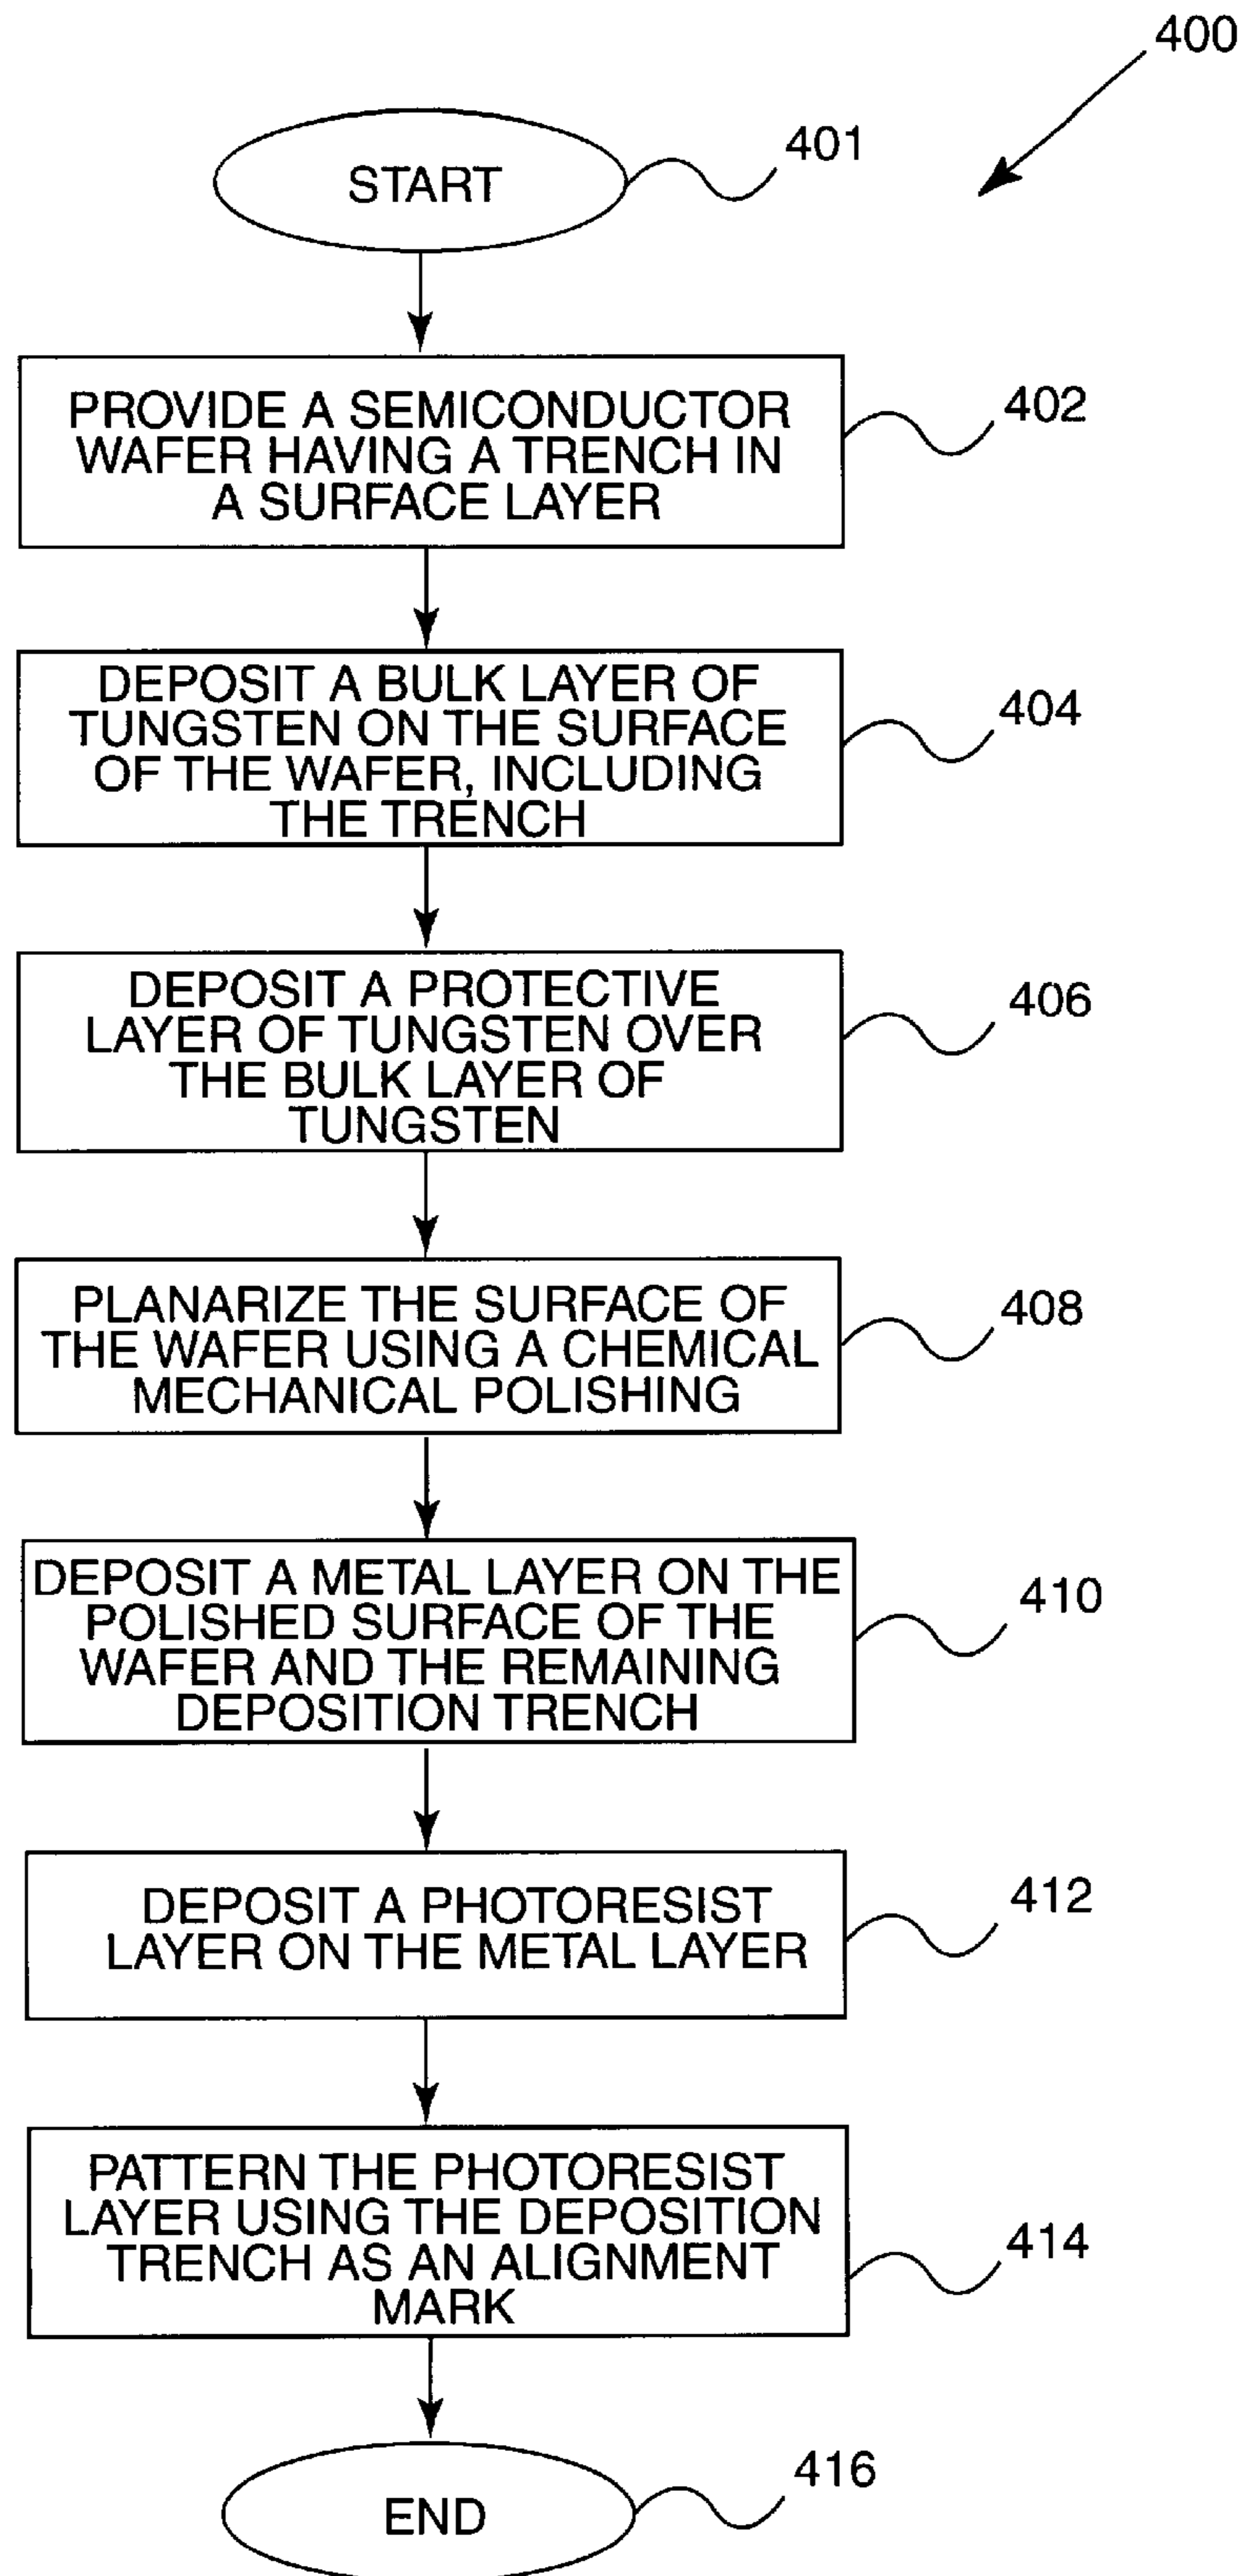 400
START
401
PROVIDE A SEMICONDUCTOR
WAFER HAVING A TRENCH IN
A SURFACE LAYER
402
DEPOSIT A BULK LAYER OF
TUNGSTEN ON THE SURFACE
OF THE WAFER, INCLUDING
THE TRENCH
404
DEPOSIT A PROTECTIVE
LAYER OF TUNGSTEN OVER
THE BULK LAYER OF
TUNGSTEN
406
PLANARIZE THE SURFACE OF
THE WAFER USING A CHEMICAL
MECHANICAL POLISHING
408
DEPOSIT A METAL LAYER ON THE
POLISHED SURFACE OF THE
WAFER AND THE REMAINING
DEPOSITION TRENCH
410
DEPOSIT A PHOTORESIST
LAYER ON THE METAL LAYER
412
PATTERN THE PHOTORESIST
LAYER USING THE DEPOSITION
TRENCH AS AN ALIGNMENT
MARK
414
END
416